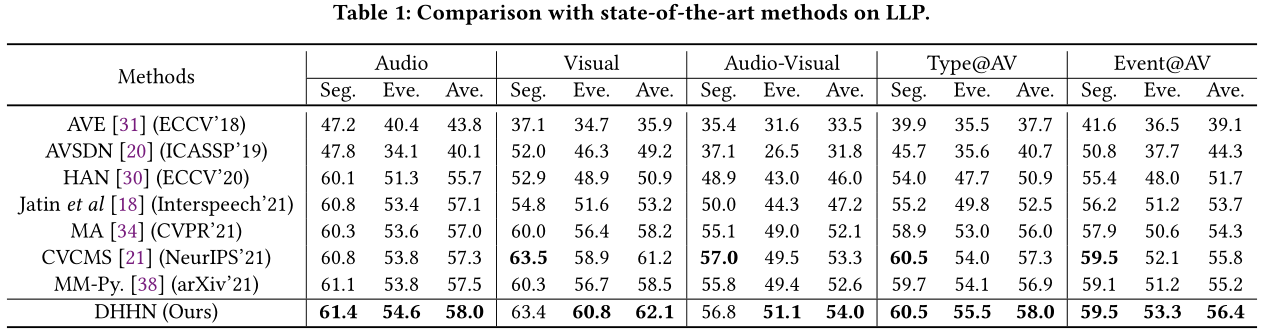 Table 1: Comparison with state-of-the-art methods on LLP.
Methods Audio Visual Audio-Visual Type@AV Event@AV
Seg. Eve. Ave. Seg. Eve. Ave. Seg. Eve. Ave. Seg. Eve. Ave. Seg. Eve. Ave.
AVE [31] (ECCV'18) 47.2 40.4 43.8 37.1 34.7 35.9 35.4 31.6 33.5 39.9 35.5 37.7 41.6 36.5 39.1
AVSDN [20] (ICASSP'19) 47.8 34.1 40.1 52.0 46.3 49.2 37.1 26.5 31.8 45.7 35.6 40.7 50.8 37.7 44.3
HAN [30] (ECCV'20) 60.1 51.3 55.7 52.9 48.9 50.9 48.9 43.0 46.0 54.0 47.7 50.9 55.4 48.0 51.7
Jatin et al [18] (Interspeech'21) 60.8 53.4 57.1 54.8 51.6 53.2 50.0 44.3 47.2 55.2 49.8 52.5 56.2 51.2 53.7
MA [34] (CVPR'21) 60.3 53.6 57.0 60.0 56.4 58.2 55.1 49.0 52.1 58.9 53.0 56.0 57.9 50.6 54.3
CVCMS [21] (NeurIPS'21) 60.8 53.8 57.3 63.5 58.9 61.2 57.0 49.5 53.3 60.5 54.0 57.3 59.5 52.1 55.8
MM-Py. [38] (arXiv'21) 61.1 53.8 57.5 60.3 56.7 58.5 55.8 49.4 52.6 59.7 54.1 56.9 59.1 51.2 55.2
DHHN (Ours) 61.4 54.6 58.0 63.4 60.8 62.1 56.8 51.1 54.0 60.5 55.5 58.0 59.5 53.3 56.4